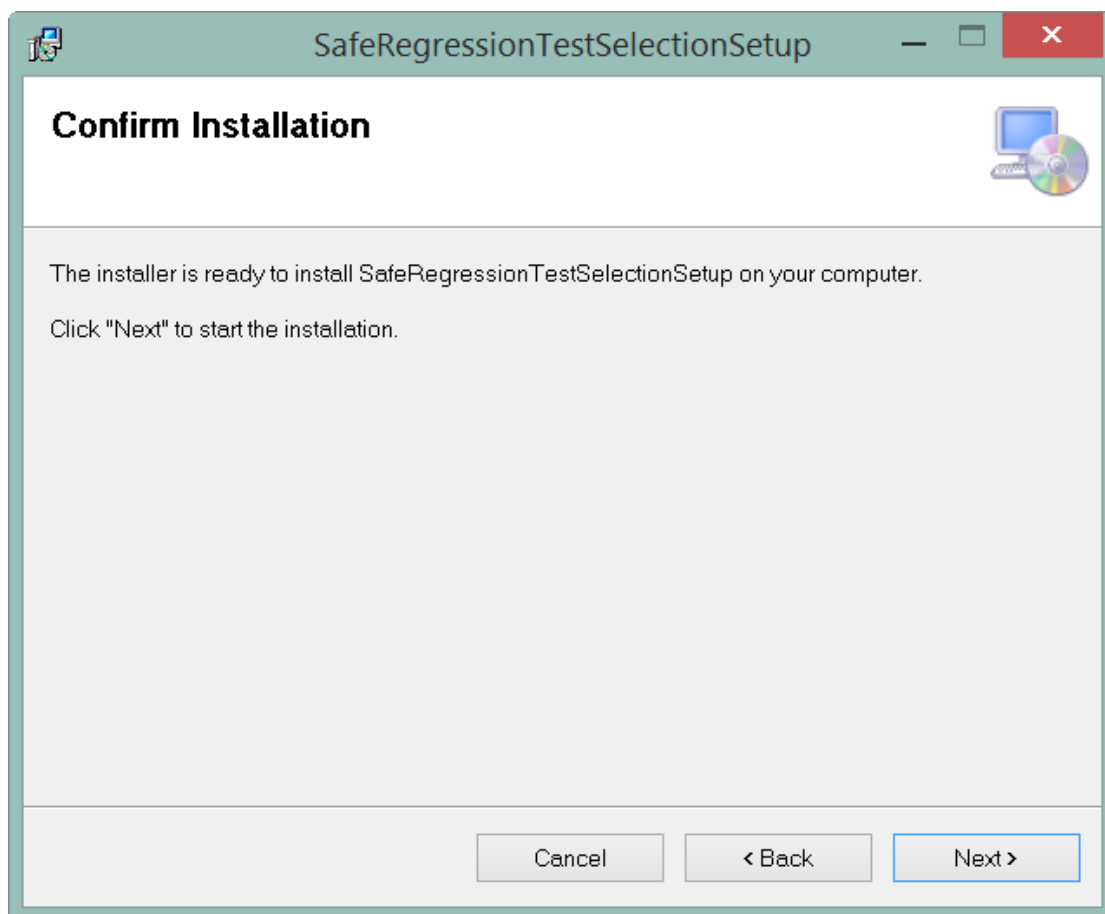 SafeRegressionTestSelectionSetup
Confirm Installation
The installer is ready to install SafeRegressionTestSelectionSetup on your computer.
Click "Next" to start the installation.
Cancel
< Back
Next >